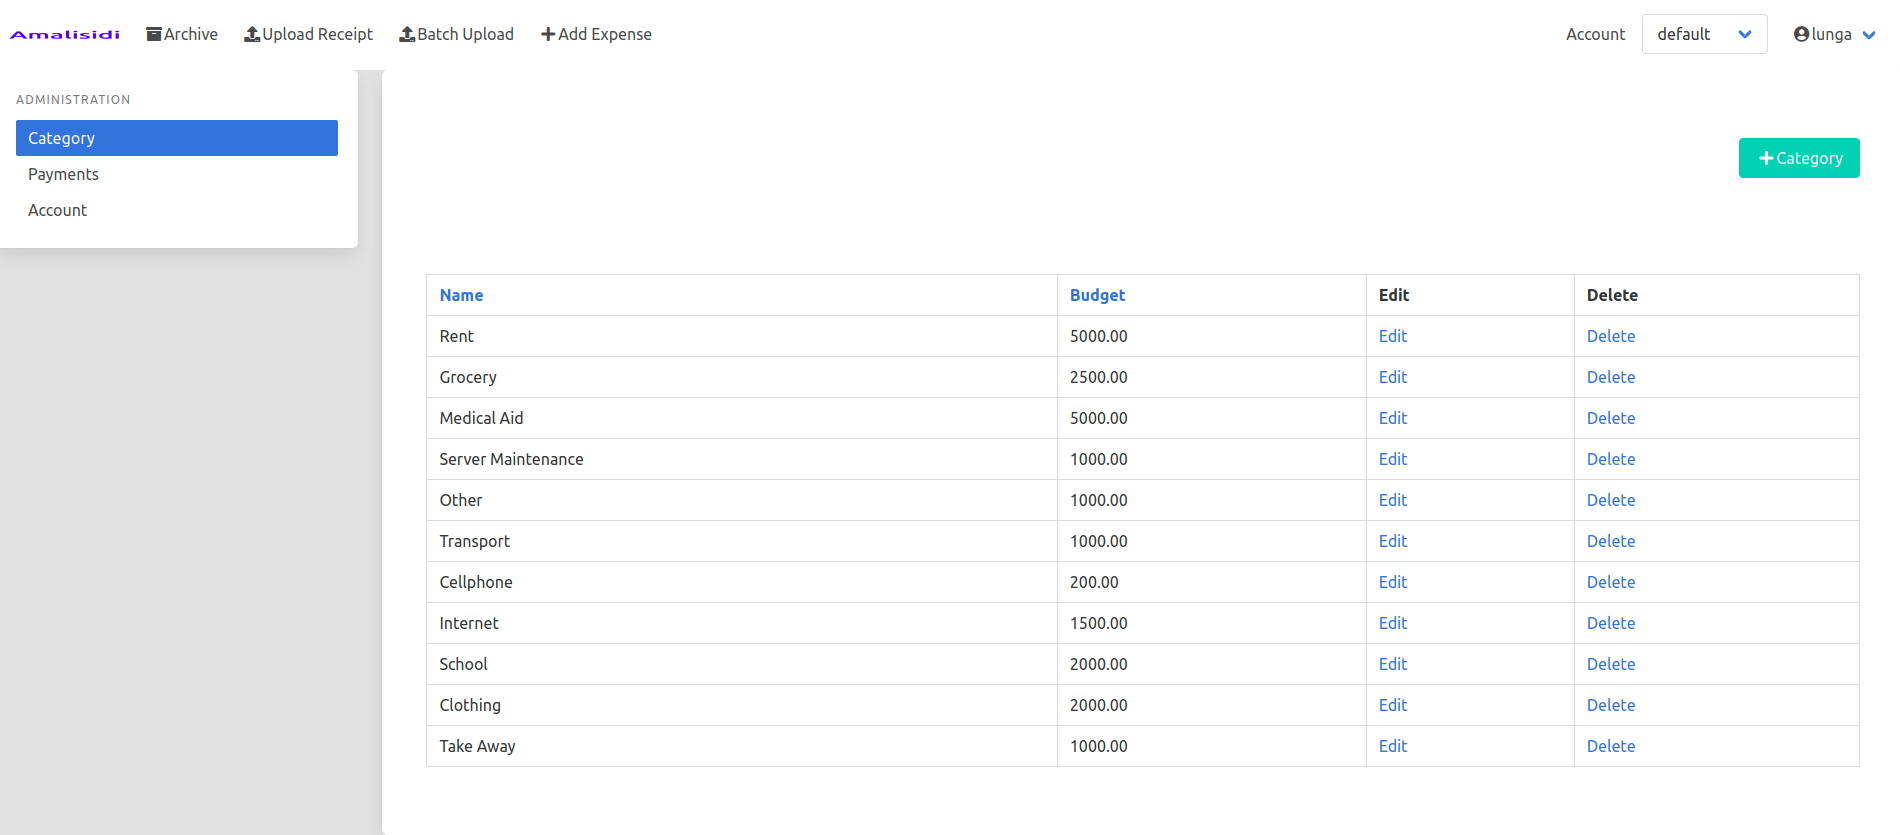 Amalisidi Archive Upload Receipt Batch Upload Add Expense Account default lunga
ADMINISTRATION
Category
Payments
Account
Category
Name Budget Edit Delete
Rent 5000.00 Edit Delete
Grocery 2500.00 Edit Delete
Medical Aid 5000.00 Edit Delete
Server Maintenance 1000.00 Edit Delete
Other 1000.00 Edit Delete
Transport 1000.00 Edit Delete
Cellphone 200.00 Edit Delete
Internet 1500.00 Edit Delete
School 2000.00 Edit Delete
Clothing 2000.00 Edit Delete
Take Away 1000.00 Edit Delete